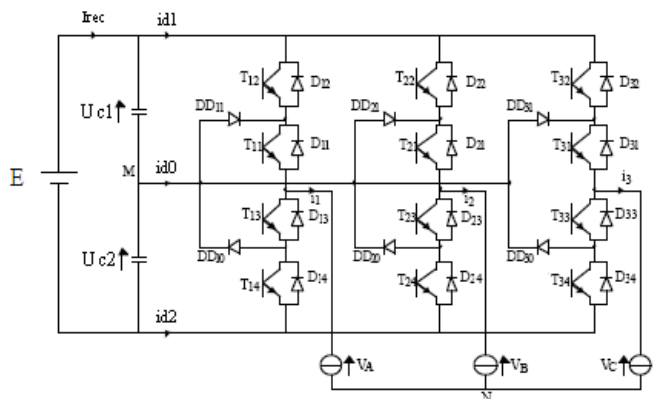 Irec id1
T12 D12 T22 D22 T32 D32
Uc1 DD11 DD21 DD31
T11 D11 T21 D21 T31 D31
E M id0
i1 i2 i3
T13 D13 T23 D23 T33 D33
Uc2 DD10 DD20 DD30
T14 D14 T24 D24 T34 D34
id2
VA VB VC
N